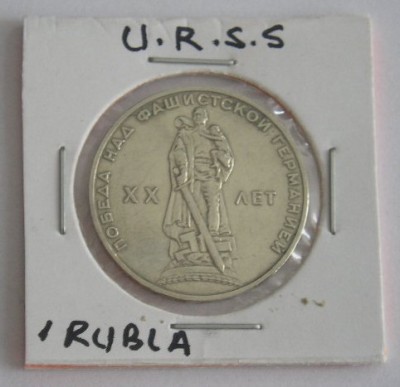 U.R.S.S
ПОБЕДА НАД ФАШИСТСКОЙ ГЕРМАНИЕЙ
XX ЛЕТ
1 RUBLA